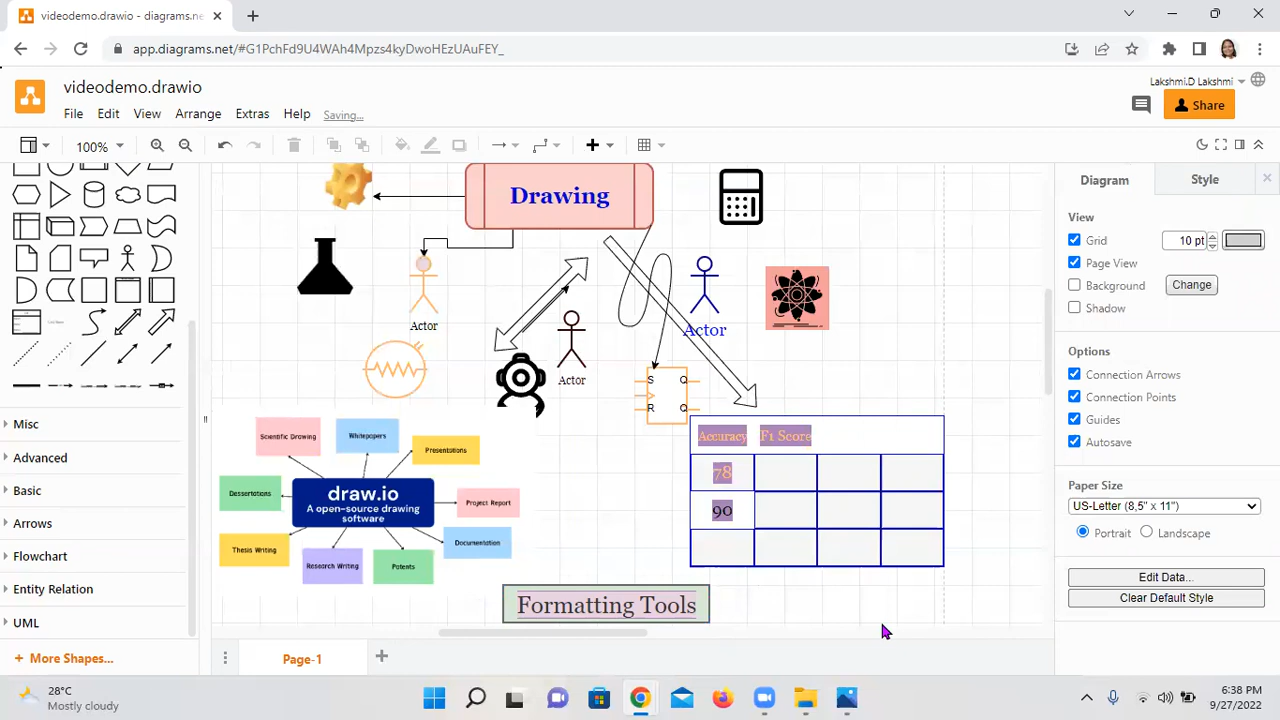 videodemo.drawio - diagrams.ne
app.diagrams.net/#G1PchFd9U4WAh4Mpzs4kyDwoHEzUAuFEY_
videodemo.drawio
Lakshmi.D Lakshmi
File Edit View Arrange Extras Help Saving...
Share
100%
Diagram Style
View
Grid 10 pt
Page View
Background Change
Shadow
Options
Connection Arrows
Connection Points
Guides
Autosave
Paper Size
US-Letter (8,5" x 11")
Portrait Landscape
Edit Data...
Clear Default Style
Drawing
Actor
Actor
Actor
S Q
R Q
Accuracy F1 Score
78
90
Scientific Drawing
Whitepapers
Presentations
Dessertations
draw.io
A open-source drawing
software
Project Report
Thesis Writing
Documentation
Research Writing
Patents
Formatting Tools
Misc
Advanced
Basic
Arrows
Flowchart
Entity Relation
UML
+ More Shapes...
Page-1
28°C
Mostly cloudy
6:38 PM
9/27/2022